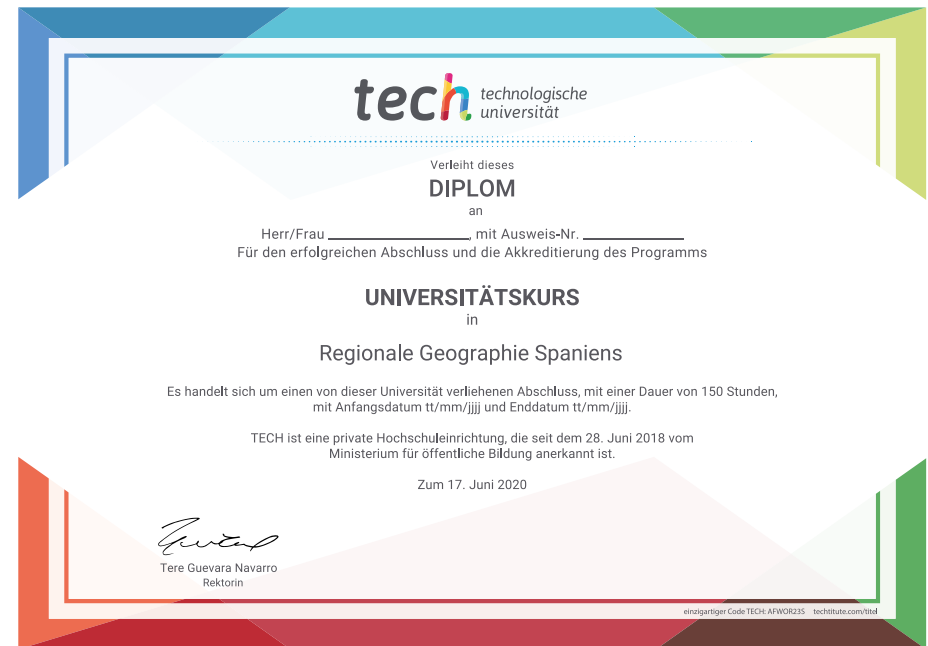 tech technologische
universität
Verleiht dieses
DIPLOM
an
Herr/Frau ____________________, mit Ausweis-Nr. ______________
Für den erfolgreichen Abschluss und die Akkreditierung des Programms
UNIVERSITÄTSKURS
in
Regionale Geographie Spaniens
Es handelt sich um einen von dieser Universität verliehenen Abschluss, mit einer Dauer von 150 Stunden,
mit Anfangsdatum tt/mm/jjjj und Enddatum tt/mm/jjjj.
TECH ist eine private Hochschuleinrichtung, die seit dem 28. Juni 2018 vom
Ministerium für öffentliche Bildung anerkannt ist.
Zum 17. Juni 2020
Tere Guevara Navarro
Rektorin
einzigartiger Code TECH: AFWOR23S techtitute.com/titel